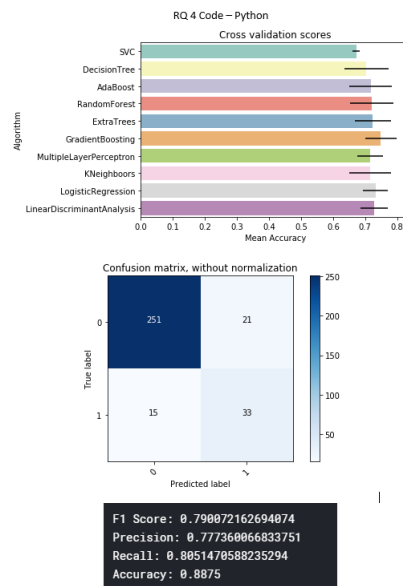 RQ 4 Code – Python
Cross validation scores
SVC
DecisionTree
AdaBoost
RandomForest
ExtraTrees
GradientBoosting
MultipleLayerPerceptron
KNeighboors
LogisticRegression
LinearDiscriminantAnalysis
Algorithm
0.0 0.1 0.2 0.3 0.4 0.5 0.6 0.7 0.8
Mean Accuracy
Confusion matrix, without normalization
0 251 21
1 15 33
True label
0 1
Predicted label
250
200
150
100
50
F1 Score: 0.790072162694074
Precision: 0.777360066833751
Recall: 0.8051470588235294
Accuracy: 0.8875